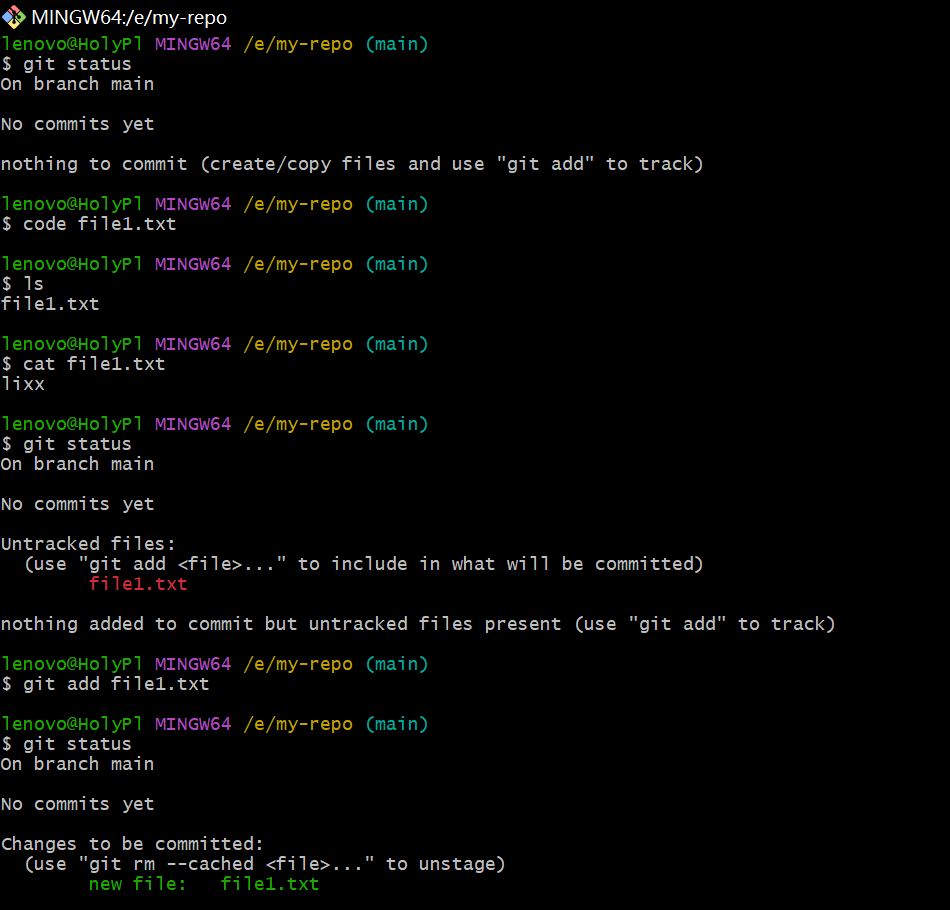 MINGW64:/e/my-repo
lenovo@HolyPl MINGW64 /e/my-repo (main)
$ git status
On branch main
No commits yet
nothing to commit (create/copy files and use "git add" to track)
lenovo@HolyPl MINGW64 /e/my-repo (main)
$ code file1.txt
lenovo@HolyPl MINGW64 /e/my-repo (main)
$ ls
file1.txt
lenovo@HolyPl MINGW64 /e/my-repo (main)
$ cat file1.txt
lixx
lenovo@HolyPl MINGW64 /e/my-repo (main)
$ git status
On branch main
No commits yet
Untracked files:
  (use "git add <file>..." to include in what will be committed)
        file1.txt
nothing added to commit but untracked files present (use "git add" to track)
lenovo@HolyPl MINGW64 /e/my-repo (main)
$ git add file1.txt
lenovo@HolyPl MINGW64 /e/my-repo (main)
$ git status
On branch main
No commits yet
Changes to be committed:
  (use "git rm --cached <file>..." to unstage)
        new file:   file1.txt